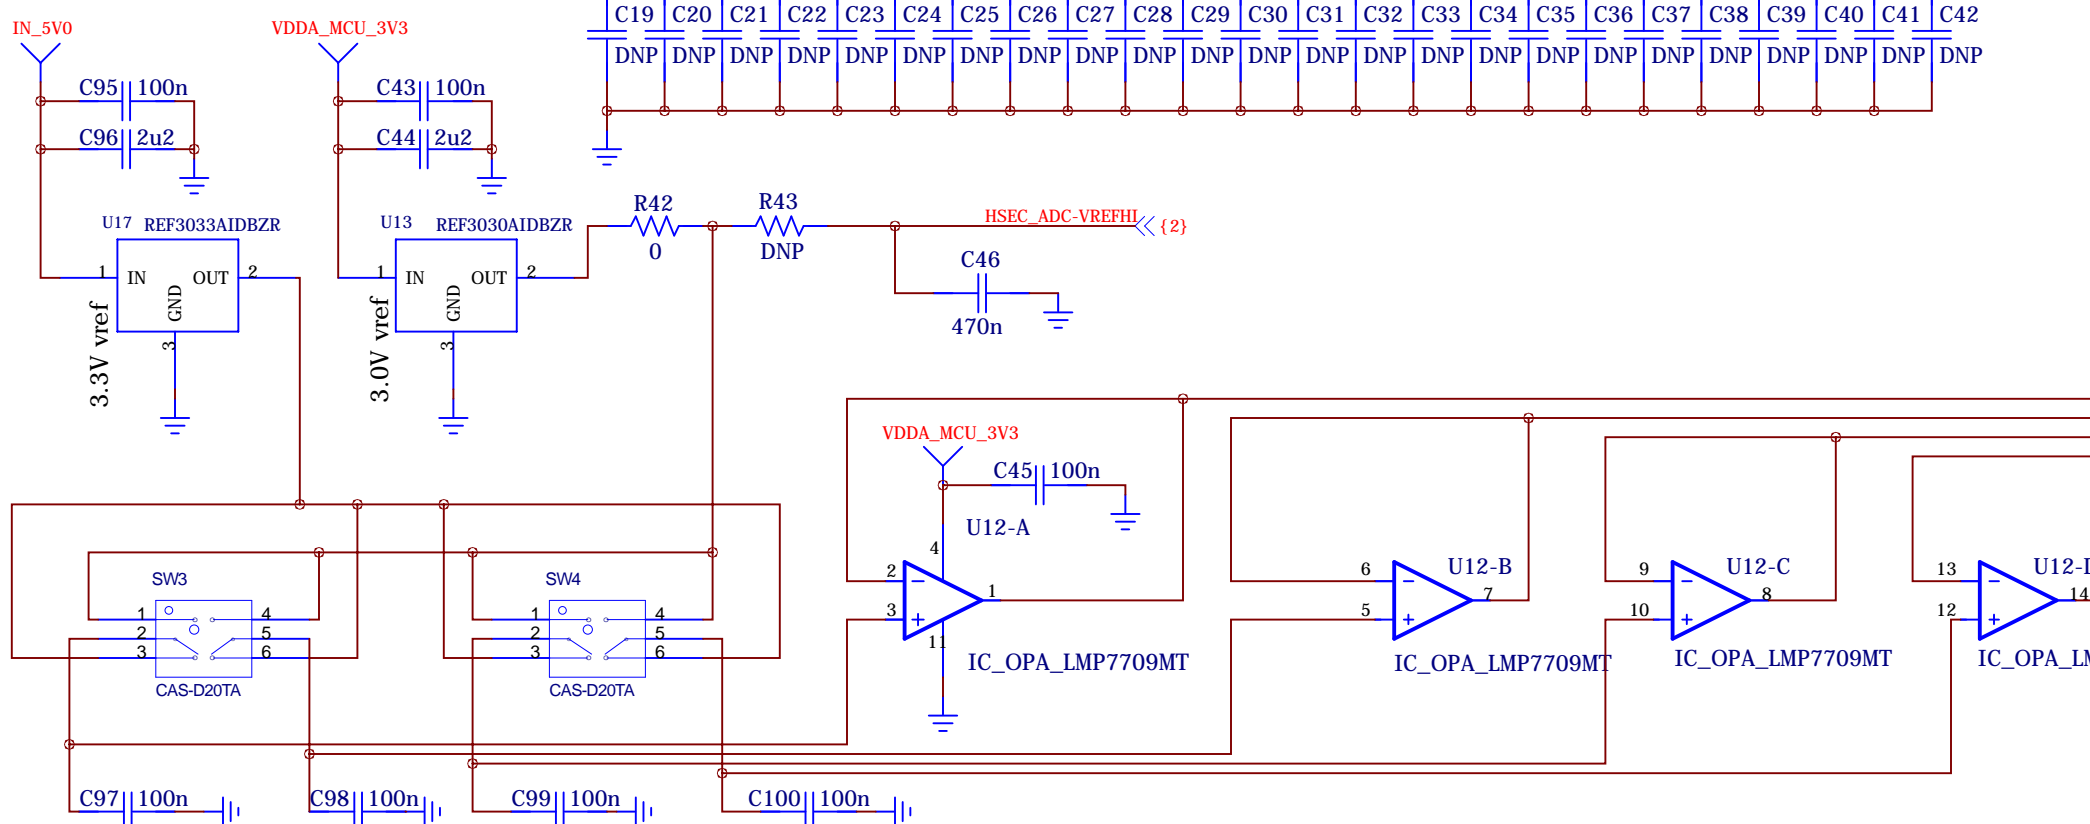 C19 C20 C21 C22 C23 C24 C25 C26 C27 C28 C29 C30 C31 C32 C33 C34 C35 C36 C37 C38 C39 C40 C41 C42
IN_5V0 VDDA_MCU_3V3
DNP DNP DNP DNP DNP DNP DNP DNP DNP DNP DNP DNP DNP DNP DNP DNP DNP DNP DNP DNP DNP DNP DNP DNP
C95 100n C43 100n
C96 2u2 C44 2u2
R42 R43
U17 REF3033AIDBZR U13 REF3030AIDBZR HSEC_ADC-VREFHI {2}
0 DNP
C46
1 IN OUT 2 1 IN OUT 2
GND GND
470n
3 3
3.3V vref 3.0V vref
VDDA_MCU_3V3
C45 100n
U12-A
4
SW3 SW4 2 1 U12-B U12-C U12-D
6 7 9 8 13 14
1 4 1 4 3 5 10 12
2 5 2 5
3 6 3 6 11
CAS-D20TA CAS-D20TA IC_OPA_LMP7709MT IC_OPA_LMP7709MT IC_OPA_LMP7709MT IC_OPA_LM
C97 100n C98 100n C99 100n C100 100n